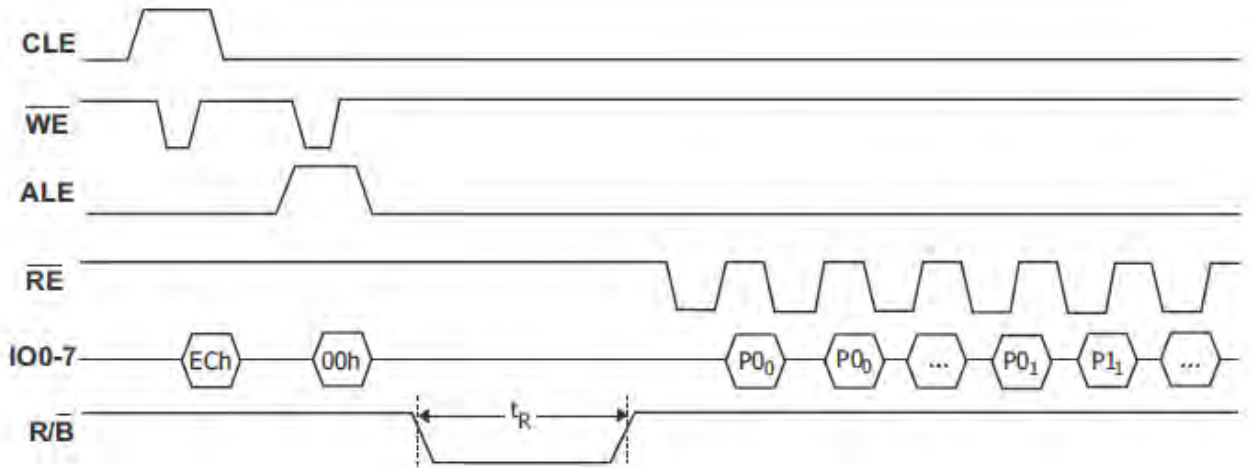 CLE
WE
ALE
RE
IO0-7 ECh 00h P0₀ P0₀ ... P0₁ P1₁ ...
R/B tR